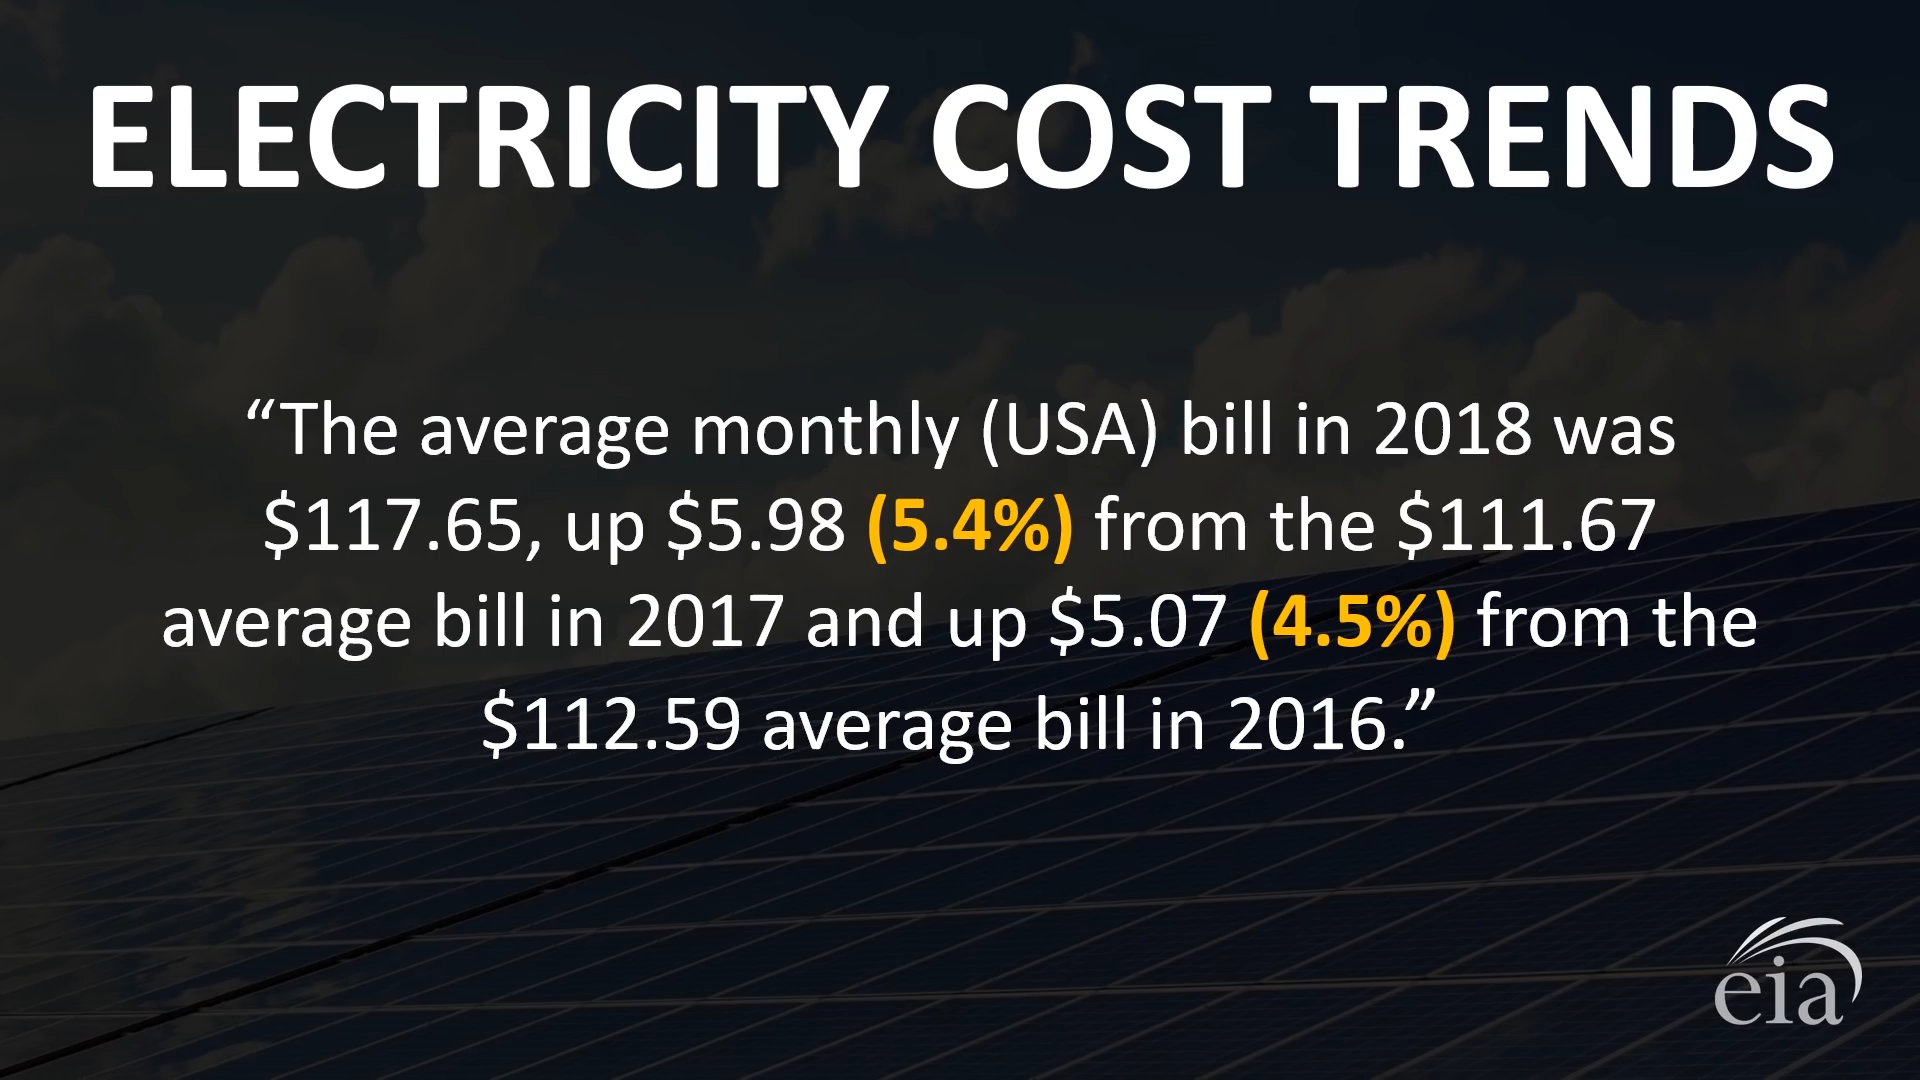 ELECTRICITY COST TRENDS
“The average monthly (USA) bill in 2018 was
$117.65, up $5.98 (5.4%) from the $111.67
average bill in 2017 and up $5.07 (4.5%) from the
$112.59 average bill in 2016.”
eia